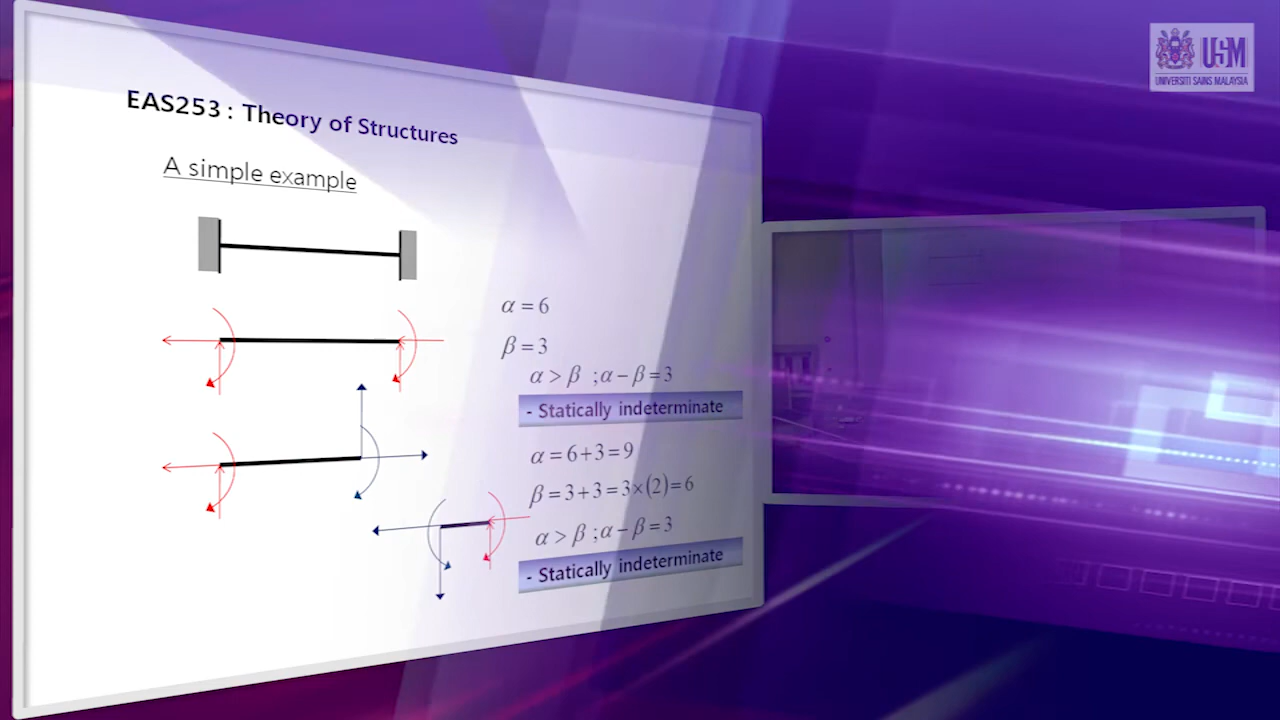 USM
UNIVERSITI SAINS MALAYSIA
EAS253 : Theory of Structures
A simple example
α = 6
β = 3
α > β ;α − β = 3
- Statically indeterminate
α = 6+3 = 9
β = 3+3 = 3×(2) = 6
α > β ;α − β = 3
- Statically indeterminate